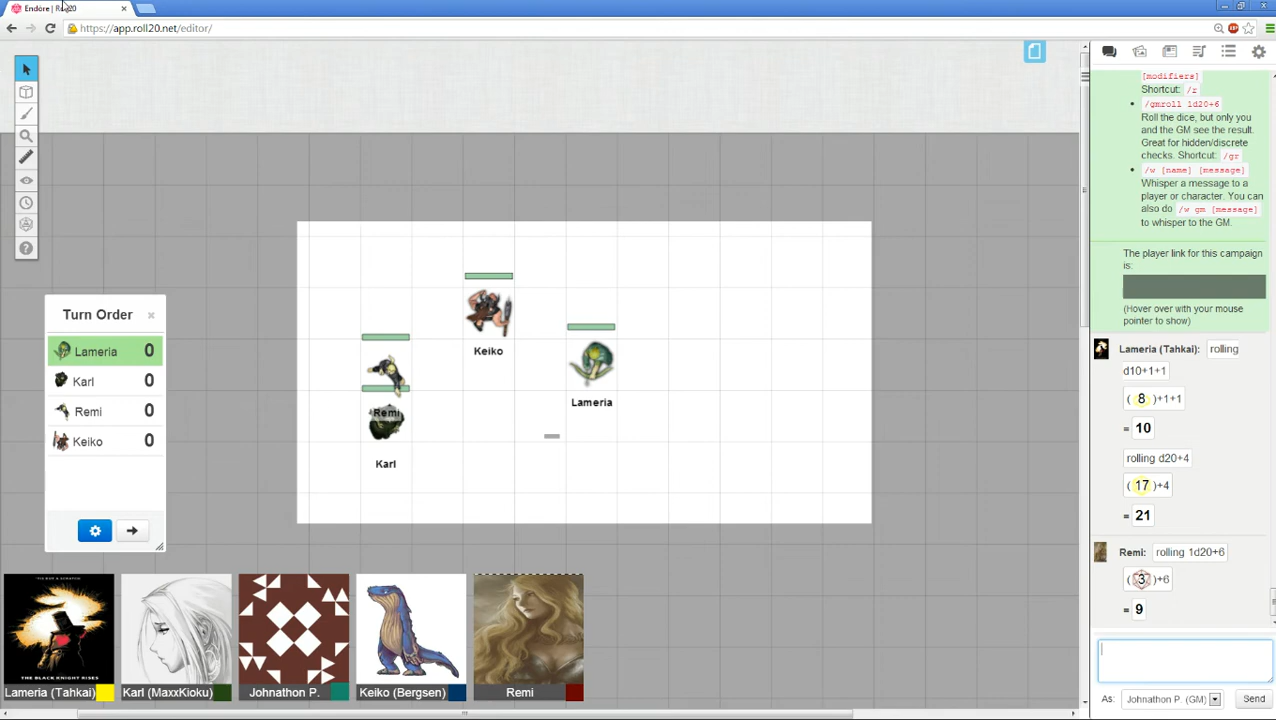 Endore | Roll20
https://app.roll20.net/editor/
[modifiers]
Shortcut: /r
/gmroll 1d20+6
Roll the dice, but only you
and the GM see the result.
Great for hidden/discrete
checks. Shortcut: /gr
/w [name] [message]
Whisper a message to a
player or character. You can
also do /w gm [message]
to whisper to the GM.
The player link for this campaign
is:
(Hover over with your mouse
pointer to show)
Lameria (Tahkai): rolling
d10+1+1
(8)+1+1
= 10
rolling d20+4
(17)+4
= 21
Remi: rolling 1d20+6
(3)+6
= 9
As: Johnathon P. (GM)
Send
Turn Order ×
Lameria 0
Karl 0
Remi 0
Keiko 0
Keiko
Lameria
Remi
Karl
THE BLACK KNIGHT RISES
Lameria (Tahkai)
Karl (MaxxKioku)
Johnathon P.
Keiko (Bergsen)
Remi